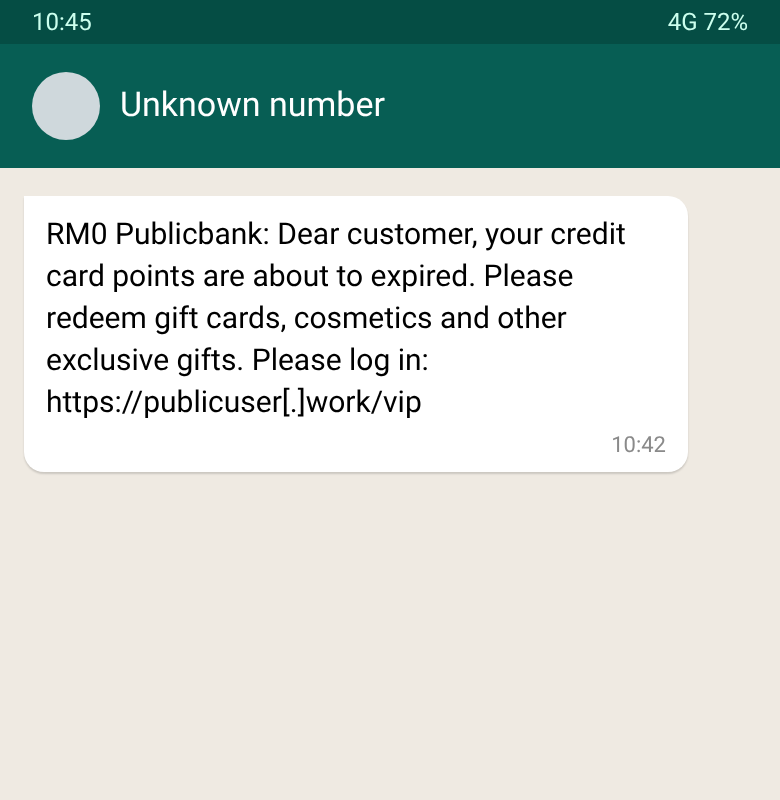 10:45
4G 72%
Unknown number
RM0 Publicbank: Dear customer, your credit
card points are about to expired. Please
redeem gift cards, cosmetics and other
exclusive gifts. Please log in:
https://publicuser[.]work/vip
10:42